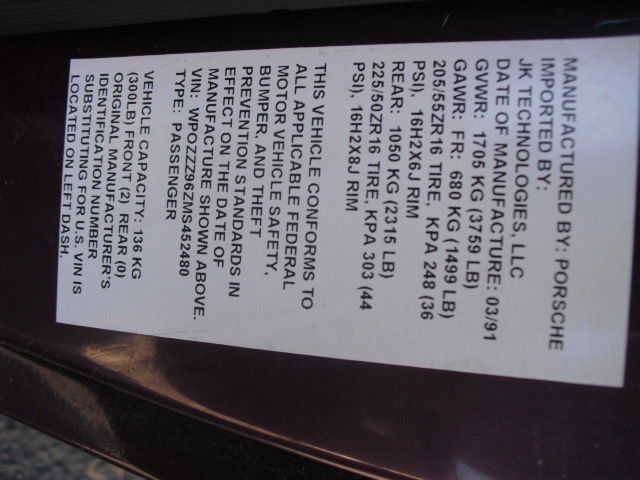 MANUFACTURED BY: PORSCHE
IMPORTED BY:
JK TECHNOLOGIES, LLC
DATE OF MANUFACTURE: 03/91
GVWR: 1705 KG (3759 LB)
GAWR: FR: 680 KG (1499 LB)
205/55ZR16 TIRE, KPA 248 (36
PSI), 16H2X6J RIM
REAR: 1050 KG (2315 LB)
225/50ZR16 TIRE, KPA 303 (44
PSI), 16H2X8J RIM
THIS VEHICLE CONFORMS TO
ALL APPLICABLE FEDERAL
MOTOR VEHICLE SAFETY,
BUMPER, AND THEFT
PREVENTION STANDARDS IN
EFFECT ON THE DATE OF
MANUFACTURE SHOWN ABOVE.
VIN: WPOZZZ96ZMS452480
TYPE: PASSENGER
VEHICLE CAPACITY: 136 KG
(300LB) FRONT (2) REAR (0)
ORIGINAL MANUFACTURER'S
IDENTIFICATION NUMBER
SUBSTITUTING FOR U.S. VIN IS
LOCATED ON LEFT DASH.